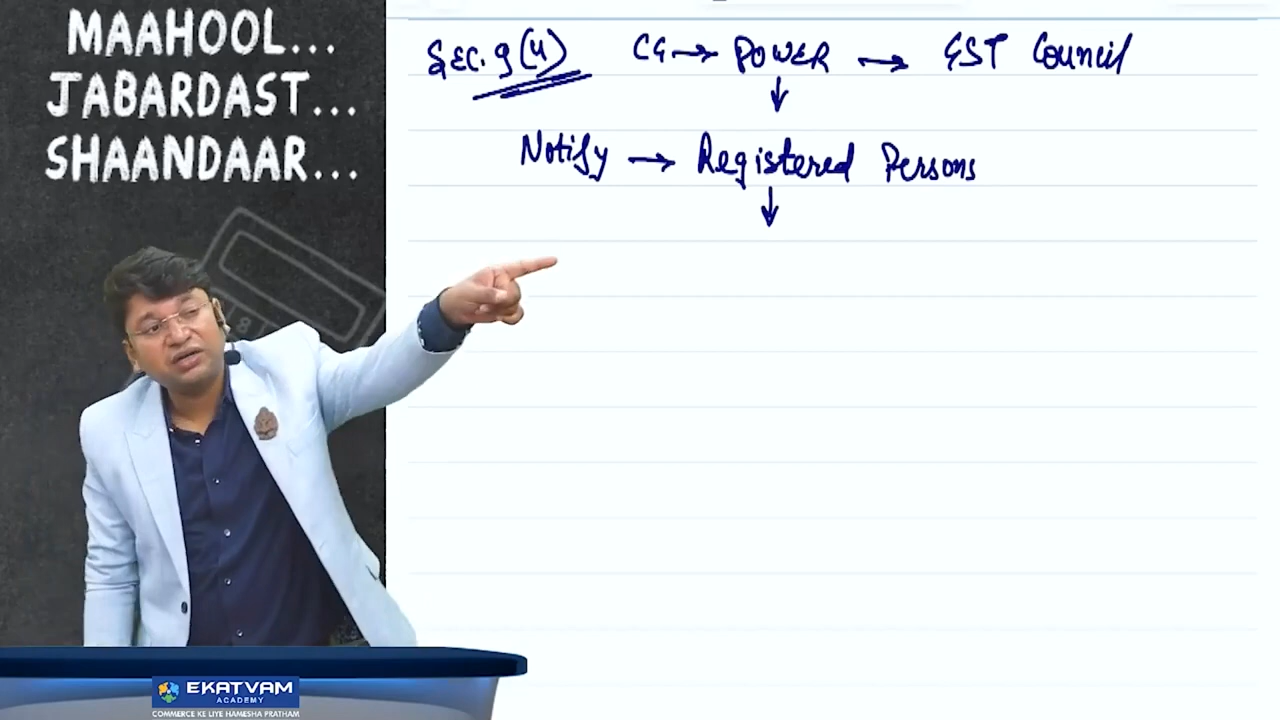 MAAHOOL...
JABARDAST...
SHAANDAAR...
SEC. 9(4) CG → POWER → GST Council
↓
Notify → Registered Persons
↓
EKATVAM
ACADEMY
COMMERCE KE LIYE HAMESHA PRATHAM